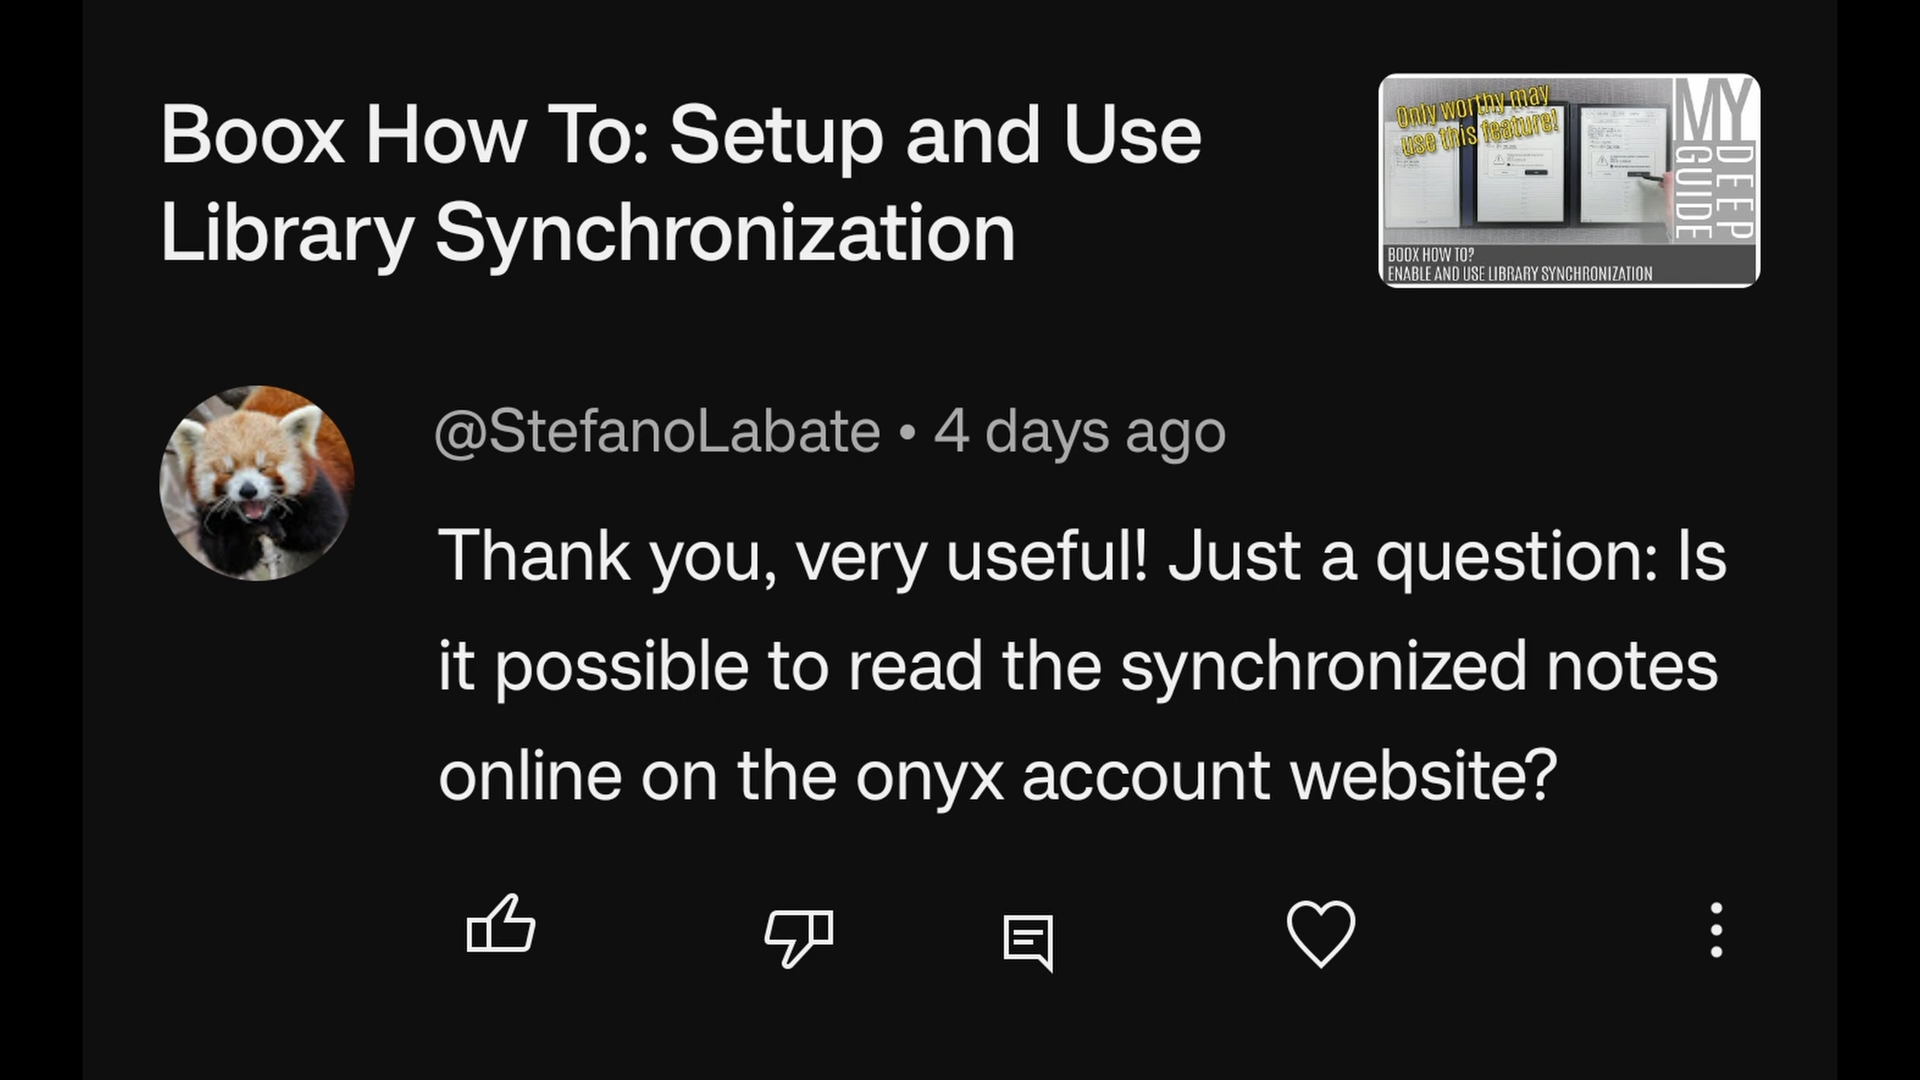 Boox How To: Setup and Use
Library Synchronization
Only worthy may
use this feature!
MY
DEEP
GUIDE
BOOX HOW TO?
ENABLE AND USE LIBRARY SYNCHRONIZATION
@StefanoLabate • 4 days ago
Thank you, very useful! Just a question: Is
it possible to read the synchronized notes
online on the onyx account website?